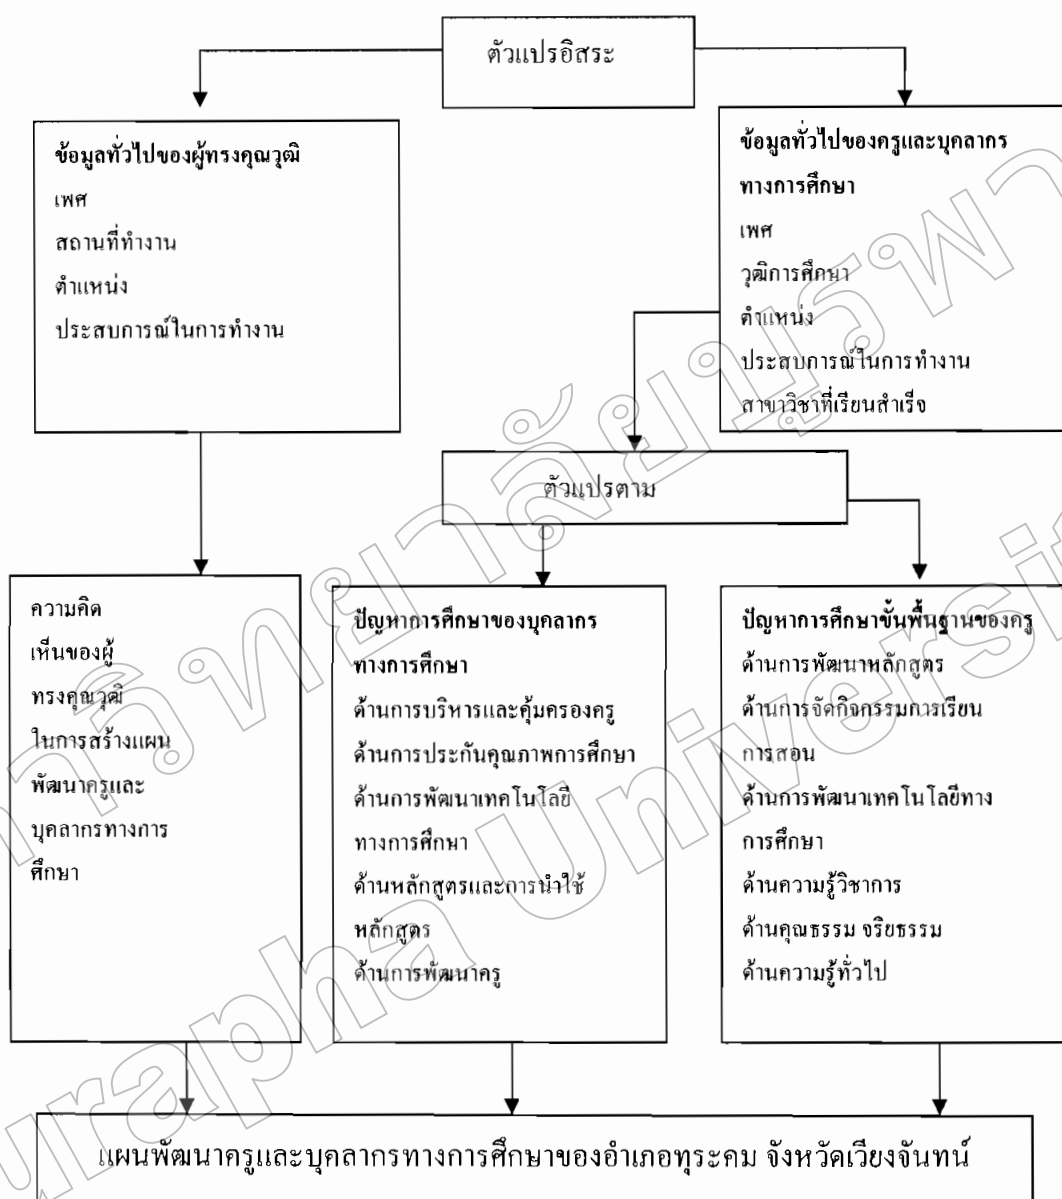 ตัวแปรอิสระ
ข้อมูลทั่วไปของผู้ทรงคุณวุฒิ
เพศ
สถานที่ทำงาน
ตำแหน่ง
ประสบการณ์ในการทำงาน
ข้อมูลทั่วไปของครูและบุคลากร
ทางการศึกษา
เพศ
วุฒิการศึกษา
ตำแหน่ง
ประสบการณ์ในการทำงาน
สาขาวิชาที่เรียนสำเร็จ
ตัวแปรตาม
ความคิด
เห็นของผู้
ทรงคุณวุฒิ
ในการสร้างแผน
พัฒนาครูและ
บุคลากรทางการ
ศึกษา
ปัญหาการศึกษาของบุคลากร
ทางการศึกษา
ด้านการบริหารและคุ้มครองครู
ด้านการประกันคุณภาพการศึกษา
ด้านการพัฒนาเทคโนโลยี
ทางการศึกษา
ด้านหลักสูตรและการนำใช้
หลักสูตร
ด้านการพัฒนาครู
ปัญหาการศึกษาขั้นพื้นฐานของครู
ด้านการพัฒนาหลักสูตร
ด้านการจัดกิจกรรมการเรียน
การสอน
ด้านการพัฒนาเทคโนโลยีทาง
การศึกษา
ด้านความรู้วิชาการ
ด้านคุณธรรม จริยธรรม
ด้านความรู้ทั่วไป
แผนพัฒนาครูและบุคลากรทางการศึกษาของอำเภอทุระคม จังหวัดเวียงจันทน์